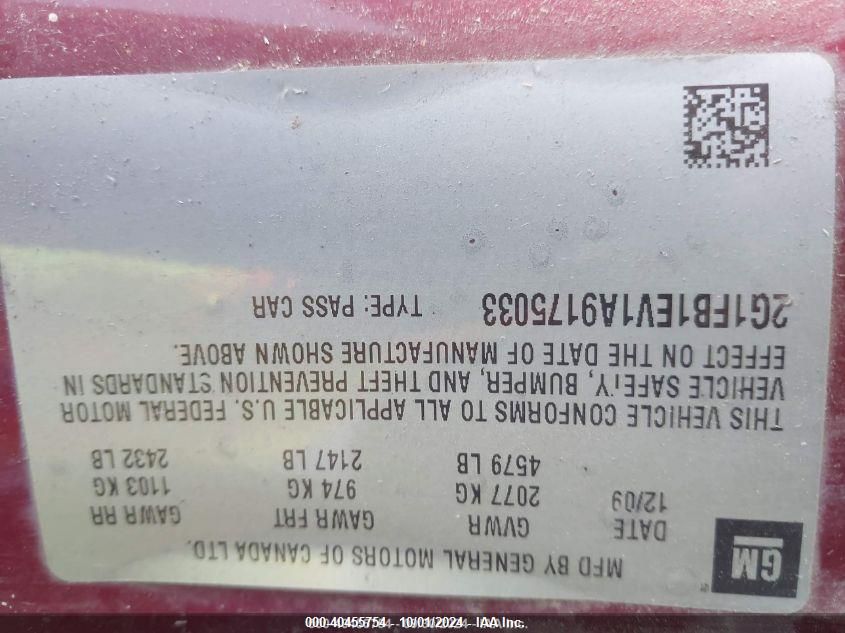 GM
MFD BY GENERAL MOTORS OF CANADA LTD.
DATE GVWR GAWR FRT GAWR RR
12/09 2077 KG 974 KG 1103 KG
4579 LB 2147 LB 2432 LB
THIS VEHICLE CONFORMS TO ALL APPLICABLE U.S. FEDERAL MOTOR
VEHICLE SAFETY, BUMPER, AND THEFT PREVENTION STANDARDS IN
EFFECT ON THE DATE OF MANUFACTURE SHOWN ABOVE.
2G1FB1EV1A9175033 TYPE: PASS CAR
000-40455754 - 10/01/2024 - IAA Inc.